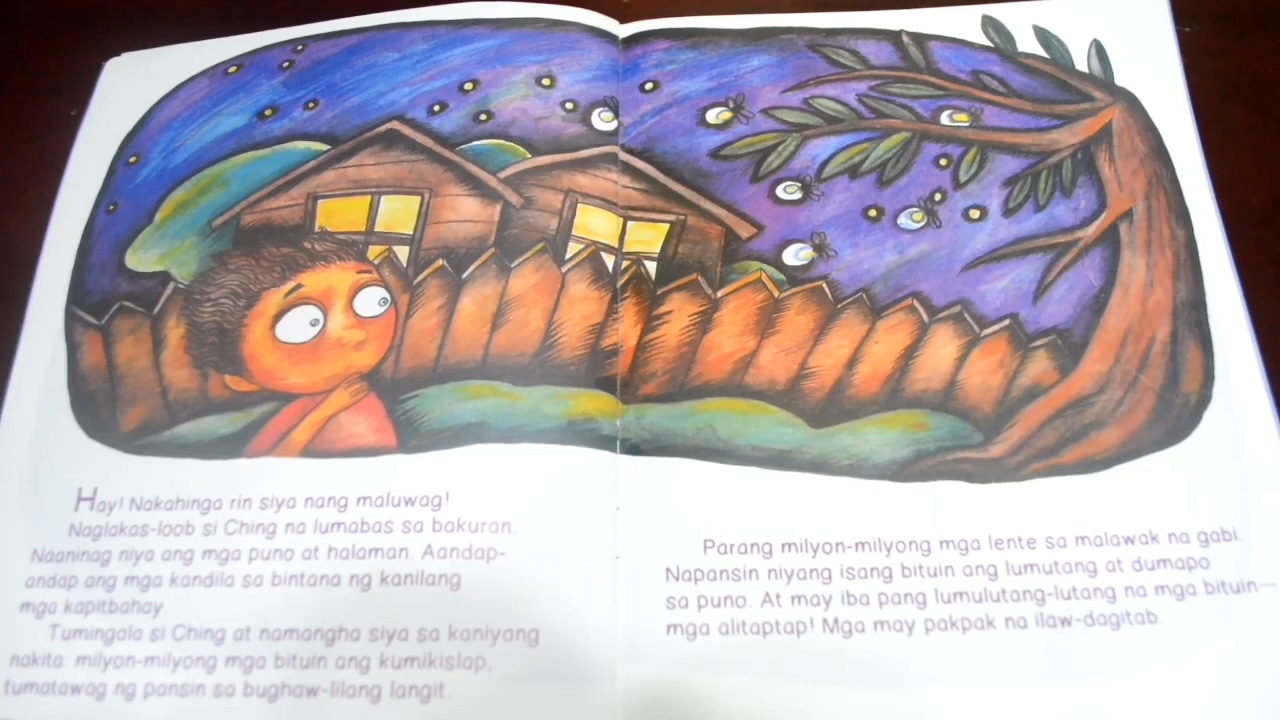 Hay! Nakahinga rin siya nang maluwag!
Naglakas-loob si Ching na lumabas sa bakuran.
Naaninag niya ang mga puno at halaman. Aandap-
andap ang mga kandila sa bintana ng kanilang
mga kapitbahay.
Tumingala si Ching at namangha siya sa kaniyang
nakita: milyon-milyong mga bituin ang kumikislap,
tumatawag ng pansin sa bughaw-lilang langit.
Parang milyon-milyong mga lente sa malawak na gabi.
Napansin niyang isang bituin ang lumutang at dumapo
sa puno. At may iba pang lumulutang-lutang na mga bituin—
mga alitaptap! Mga may pakpak na ilaw-dagitab.